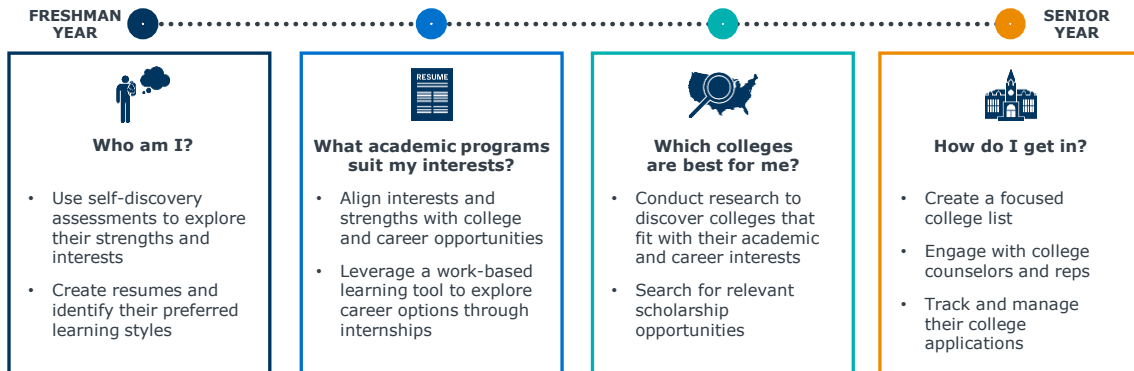 FRESHMAN
YEAR
SENIOR
YEAR
Who am I?
• Use self-discovery
assessments to explore
their strengths and
interests
• Create resumes and
identify their preferred
learning styles
RESUME
What academic programs
suit my interests?
• Align interests and
strengths with college
and career opportunities
• Leverage a work-based
learning tool to explore
career options through
internships
Which colleges
are best for me?
• Conduct research to
discover colleges that
fit with their academic
and career interests
• Search for relevant
scholarship
opportunities
How do I get in?
• Create a focused
college list
• Engage with college
counselors and reps
• Track and manage
their college
applications